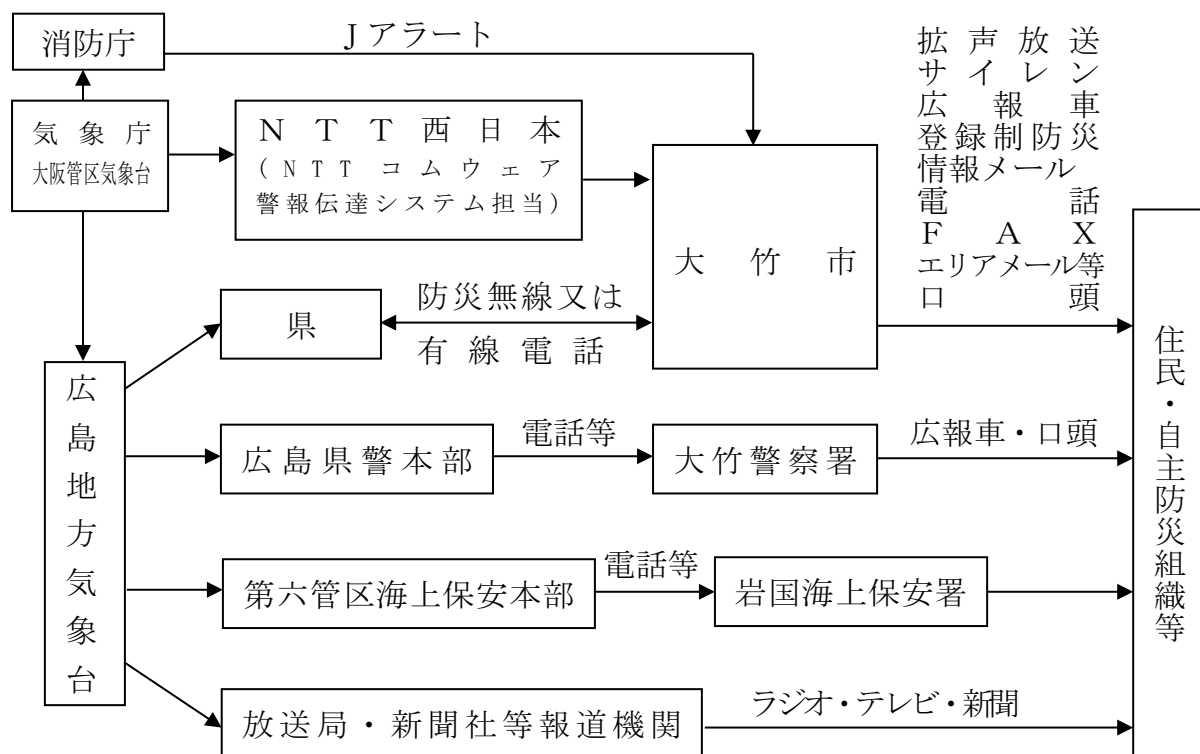 消防庁
Jアラート
気象庁
大阪管区気象台
NTT西日本
(NTTコムウェア
警報伝達システム担当)
大竹市
拡声放送
サイレン
広報車
登録制防災
情報メール
電話
FAX
エリアメール等
口頭
県
防災無線又は
有線電話
広島地方気象台
広島県警本部
電話等
大竹警察署
広報車・口頭
第六管区海上保安本部
電話等
岩国海上保安署
放送局・新聞社等報道機関
ラジオ・テレビ・新聞
住民・自主防災組織等